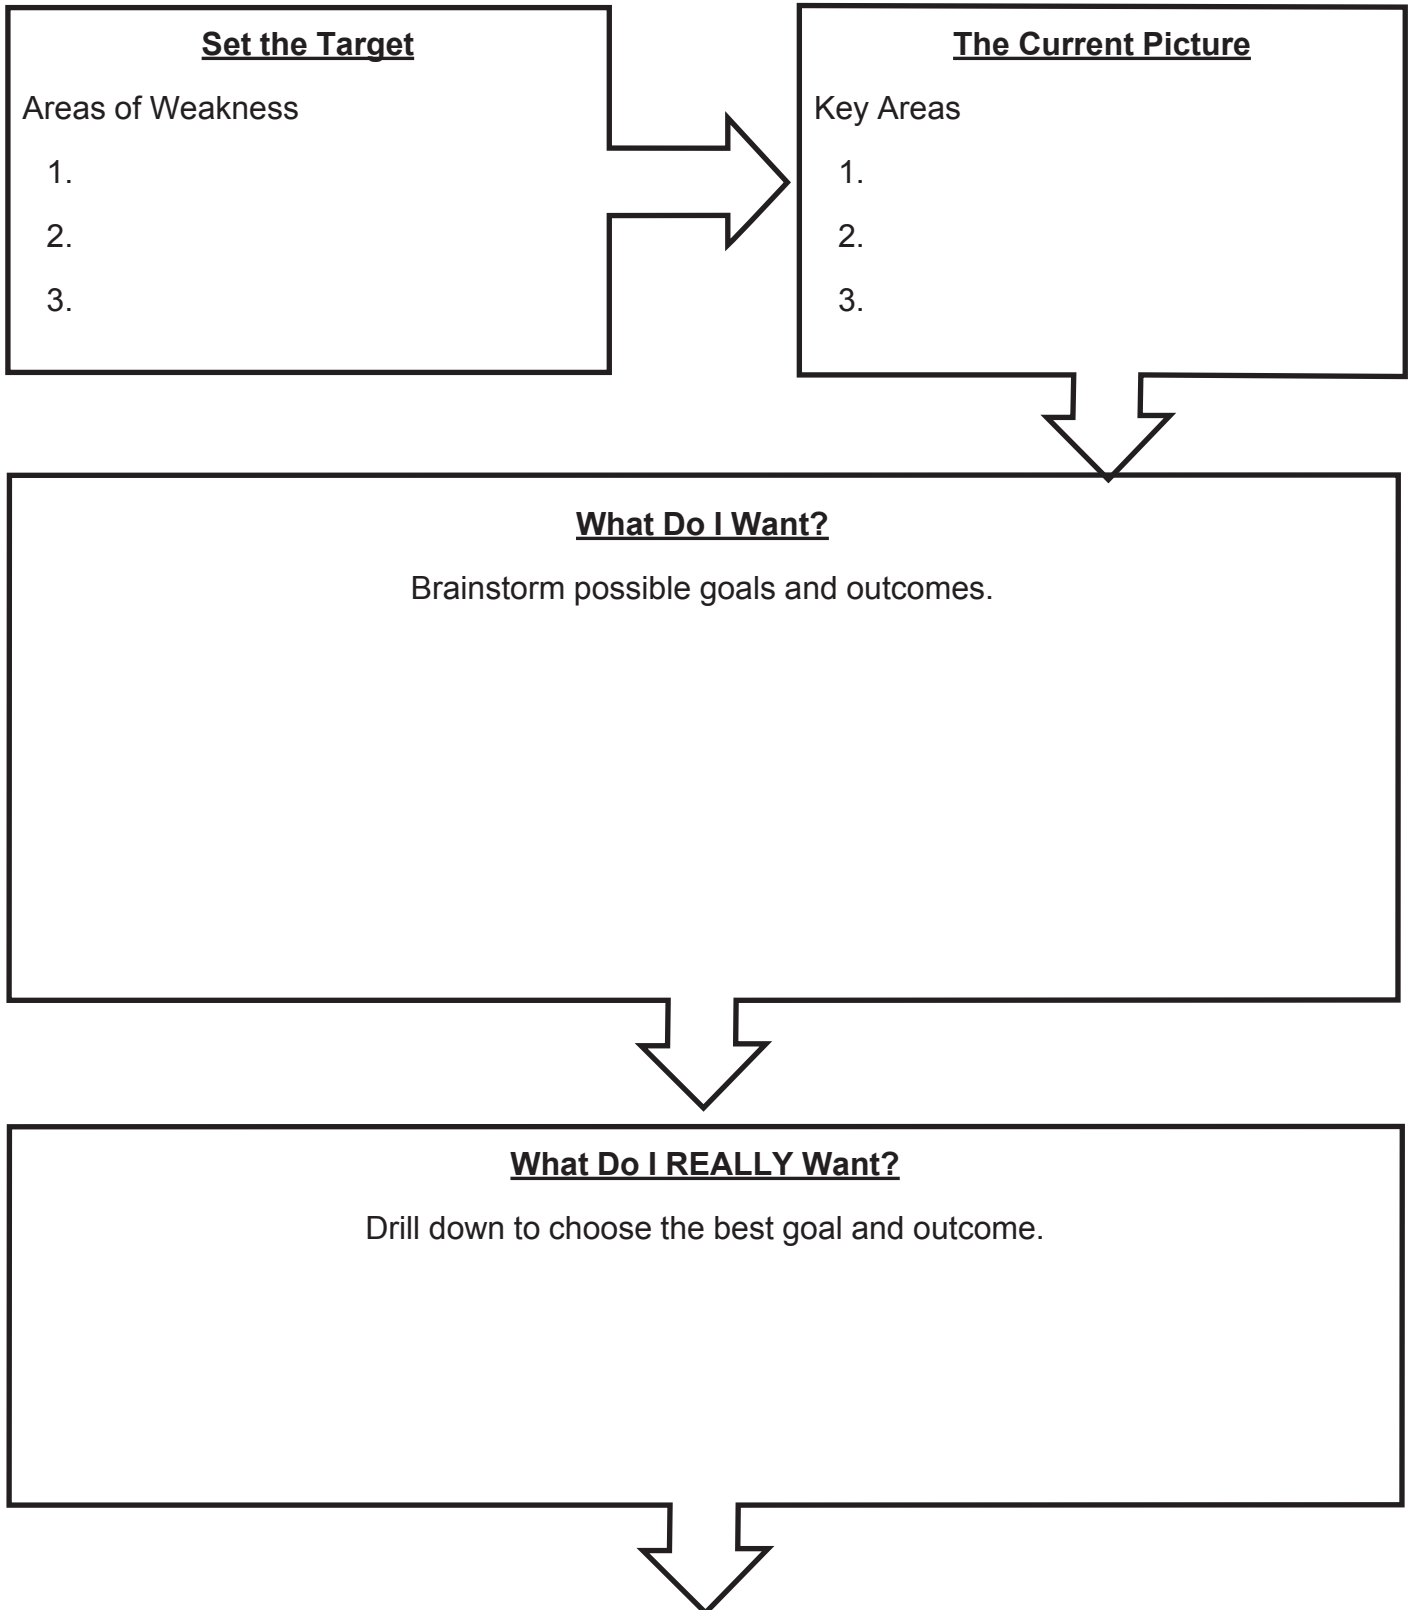 Set the Target
Areas of Weakness
1.
2.
3.
The Current Picture
Key Areas
1.
2.
3.
What Do I Want?
Brainstorm possible goals and outcomes.
What Do I REALLY Want?
Drill down to choose the best goal and outcome.